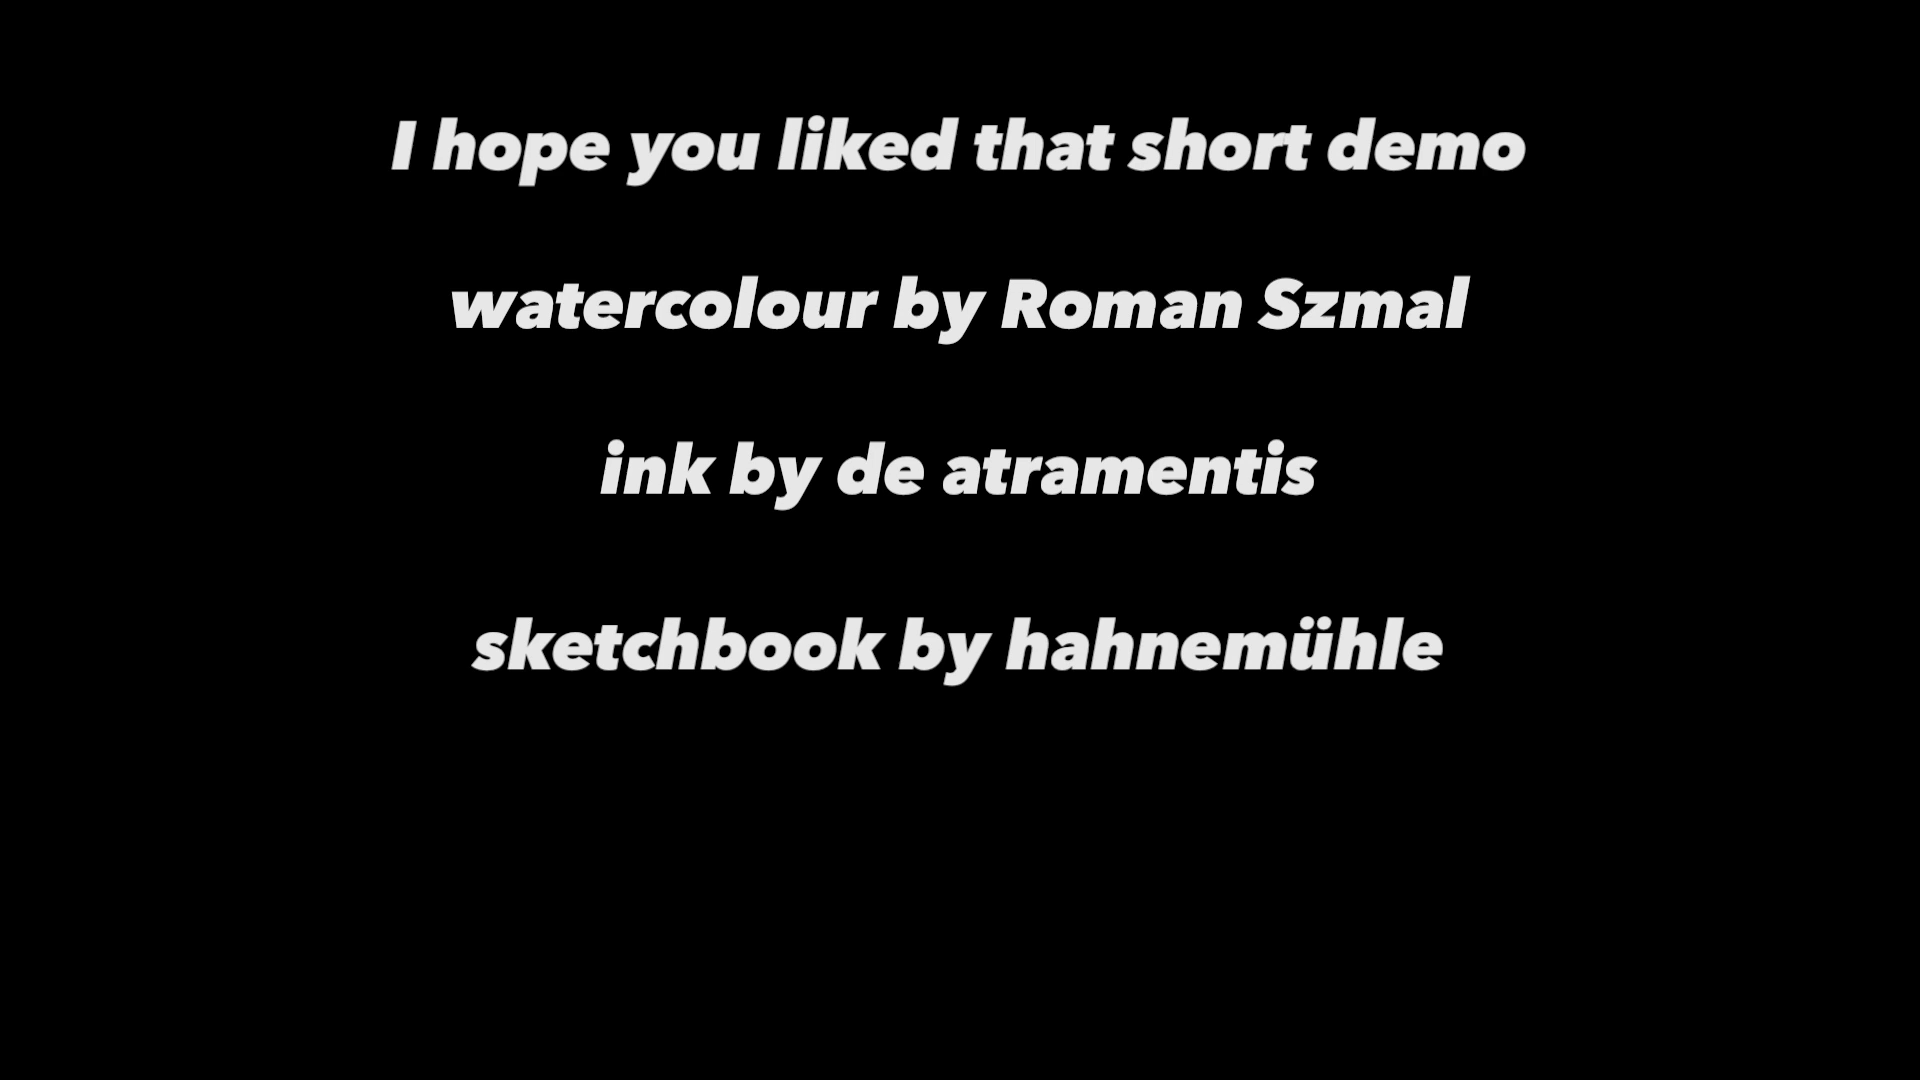 I hope you liked that short demo
watercolour by Roman Szmal
ink by de atramentis
sketchbook by hahnemühle